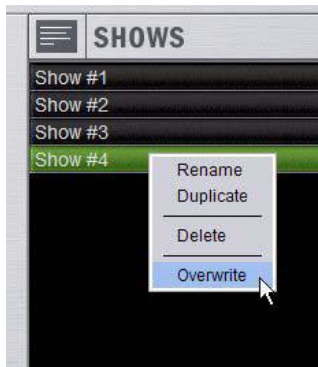 SHOWS
Show #1
Show #2
Show #3
Show #4
Rename
Duplicate
Delete
Overwrite